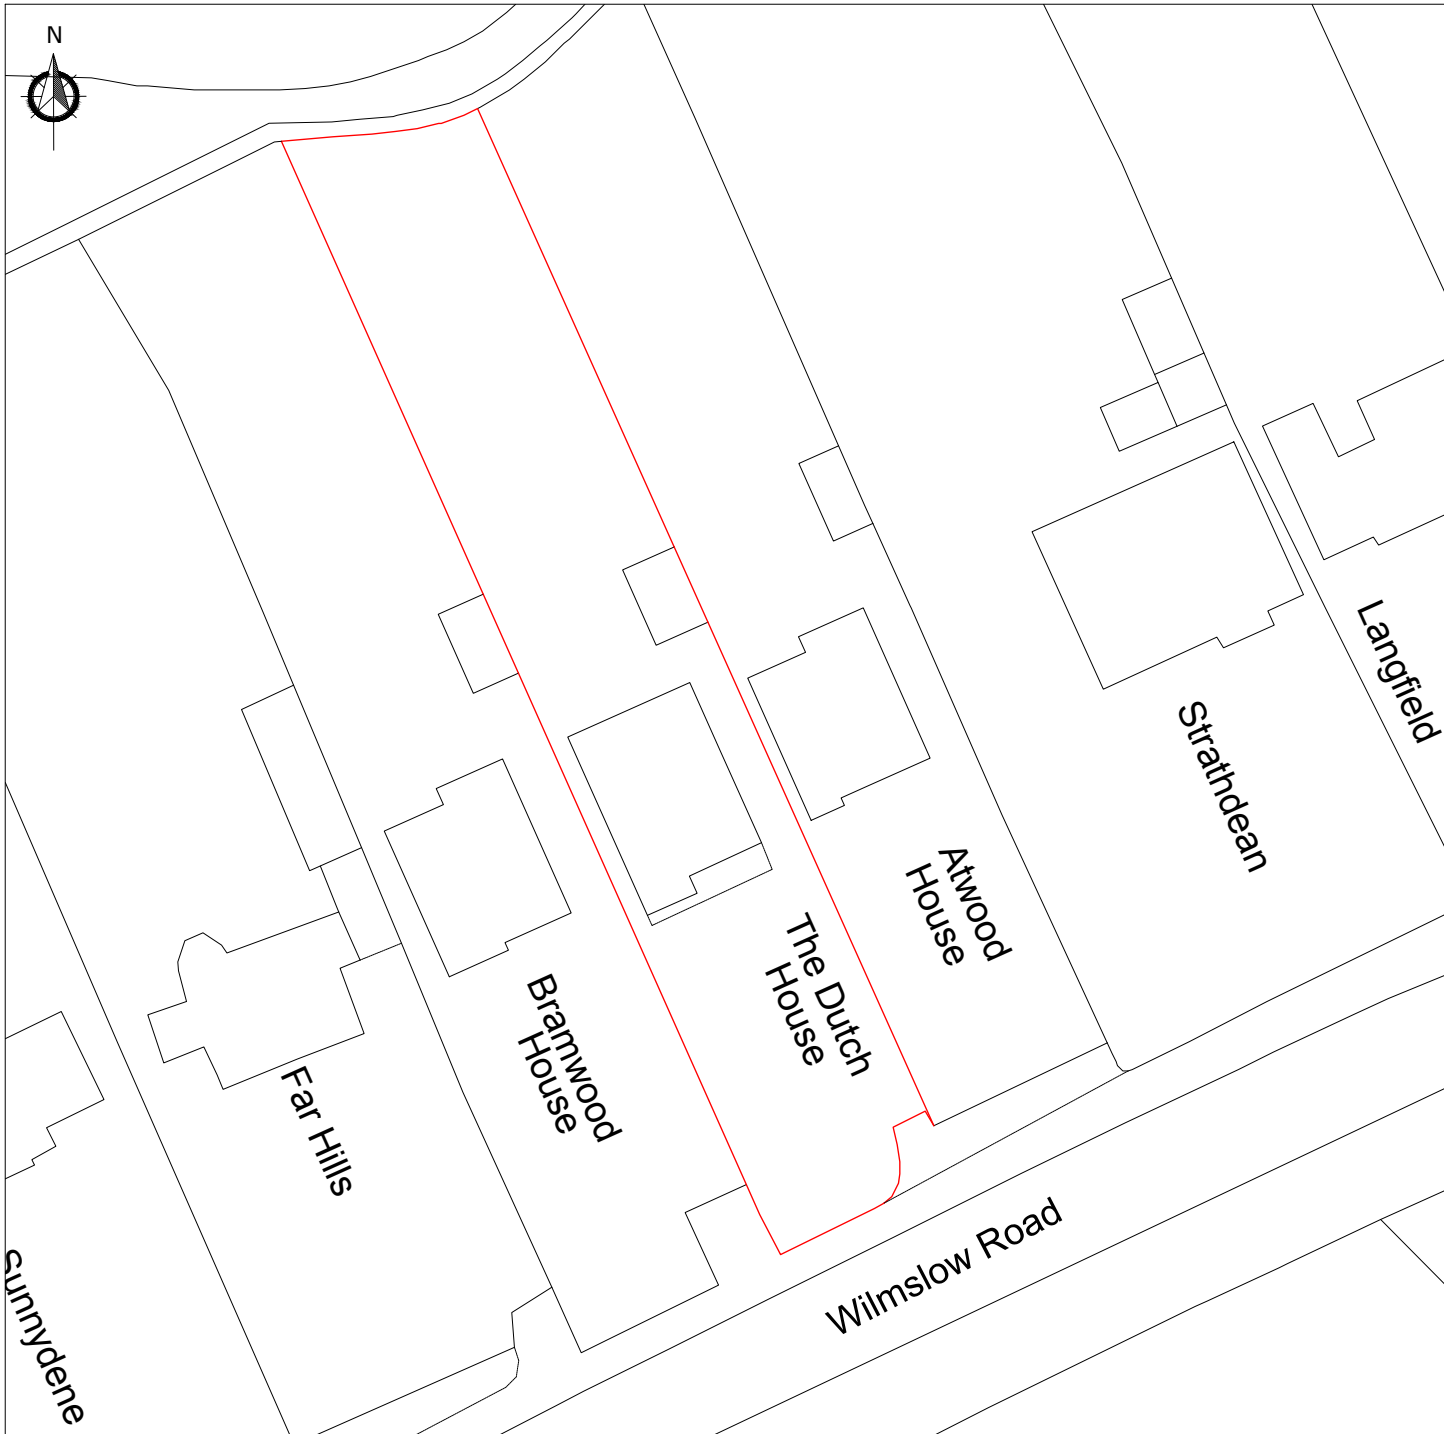 N
Langfield
Strathdean
Atwood
House
The Dutch
House
Bramwood
House
Far Hills
Sunnydene
Wilmslow Road